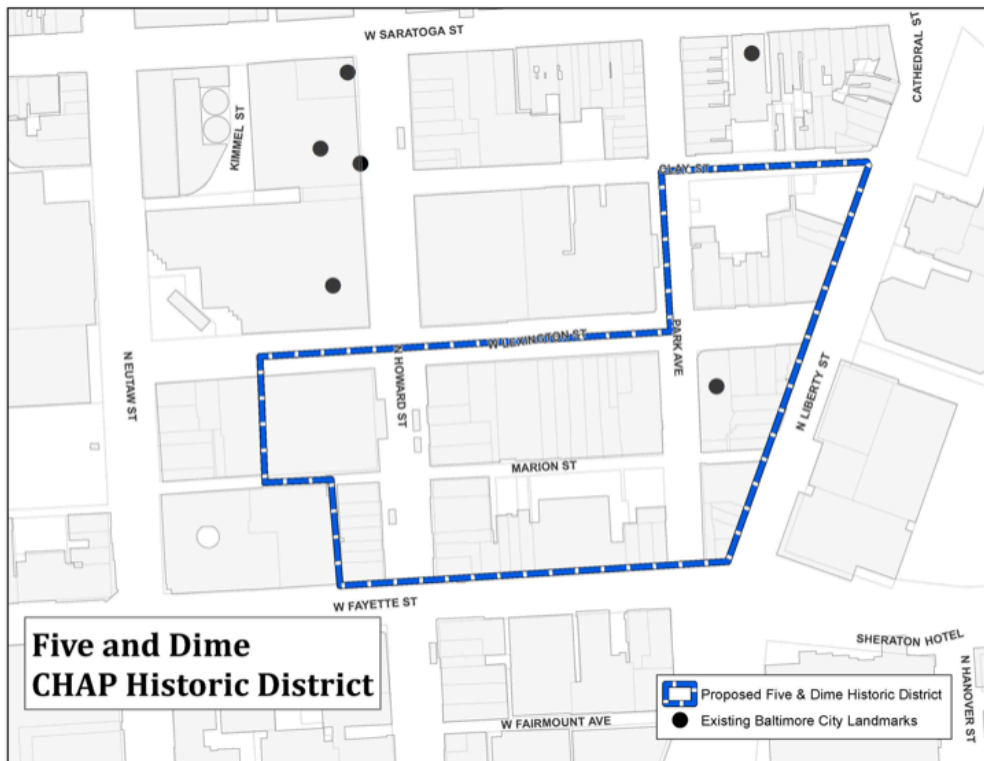 W SARATOGA ST
CATHEDRAL ST
KIMMEL ST
CLAY ST
N EUTAW ST
N HOWARD ST
W LEXINGTON ST
PARK AVE
N LIBERTY ST
MARION ST
W FAYETTE ST
SHERATON HOTEL
N HANOVER ST
W FAIRMOUNT AVE
Five and Dime
CHAP Historic District
Proposed Five & Dime Historic District
Existing Baltimore City Landmarks